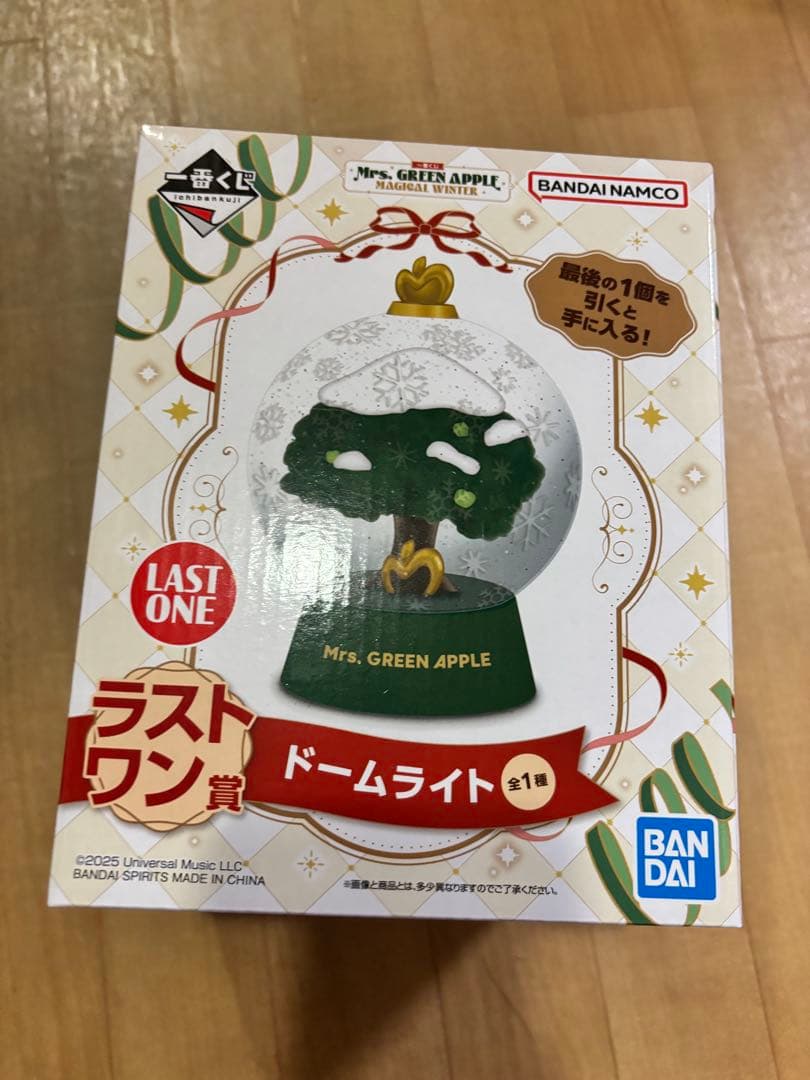 一番くじ
ichibankuji
一番くじ
Mrs. GREEN APPLE
MAGICAL WINTER
BANDAI NAMCO
最後の1個を
引くと
手に入る!
Mrs. GREEN APPLE
LAST
ONE
ラスト
ワン賞
ドームライト 全1種
©2025 Universal Music LLC
BANDAI SPIRITS MADE IN CHINA
※画像と商品とは、多少異なりますのでご了承ください。
BAN
DAI